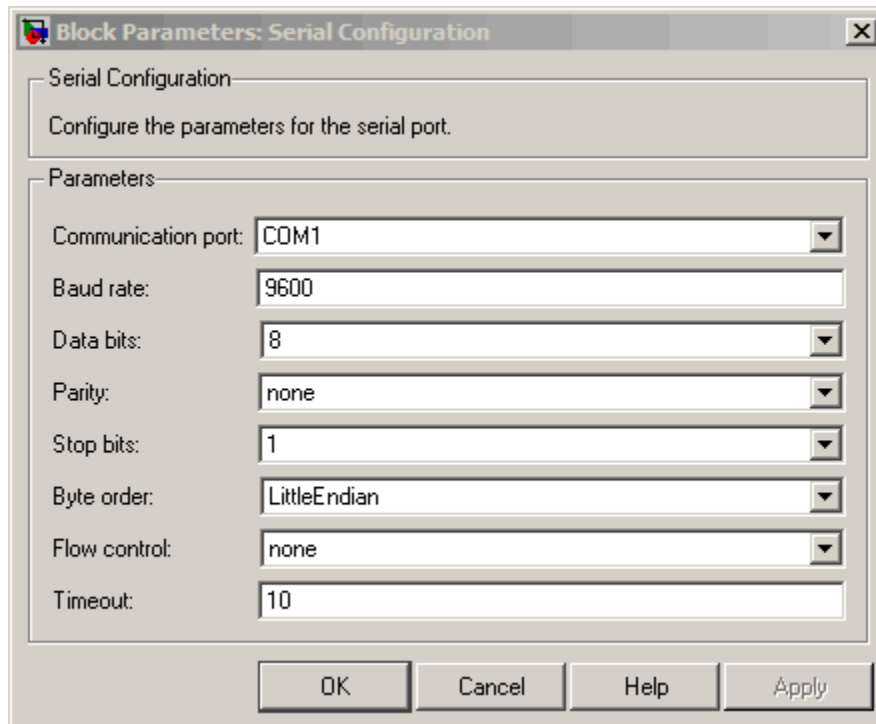 Block Parameters: Serial Configuration
Serial Configuration
Configure the parameters for the serial port.
Parameters
Communication port: COM1
Baud rate: 9600
Data bits: 8
Parity: none
Stop bits: 1
Byte order: LittleEndian
Flow control: none
Timeout: 10
OK Cancel Help Apply